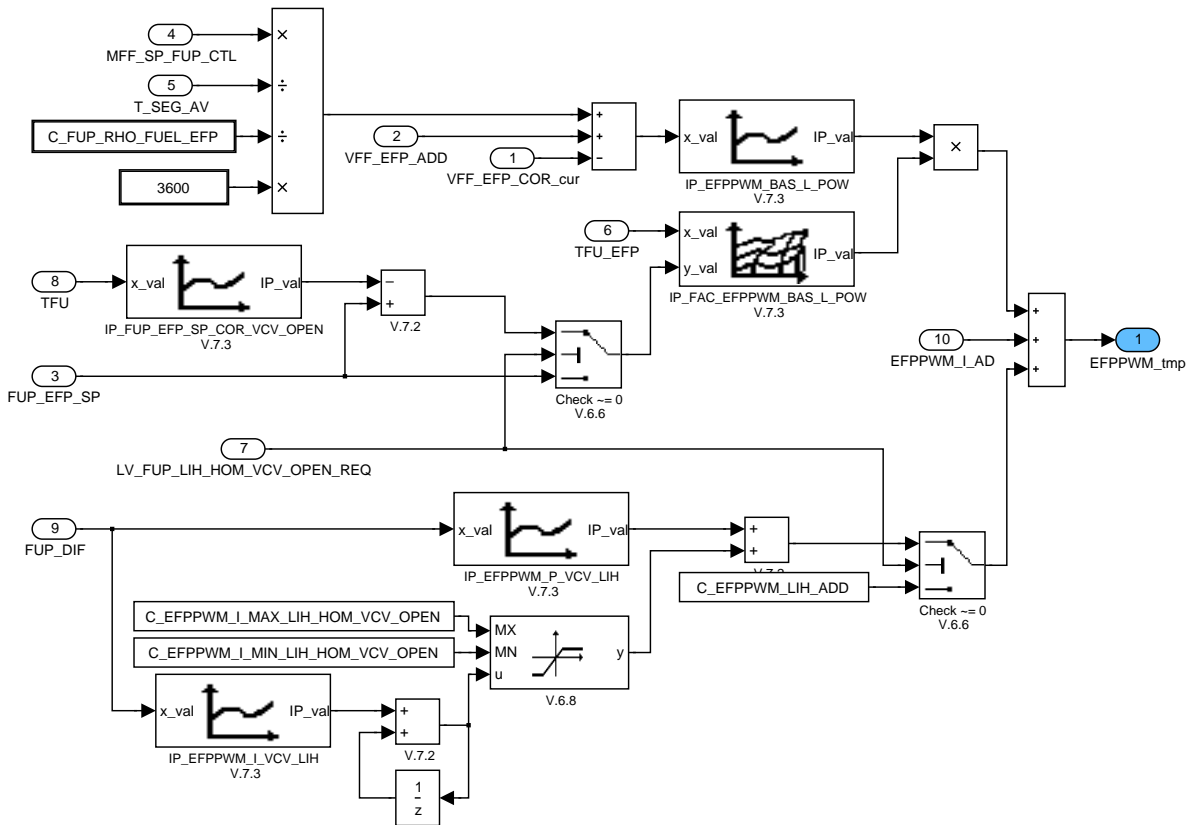 4
×
MFF_SP_FUP_CTL
5
÷
T_SEG_AV
C_FUP_RHO_FUEL_EFP
÷
3600
×
2
VFF_EFP_ADD
1
VFF_EFP_COR_cur
+
+
−
x_val
IP_val
IP_EFPPWM_BAS_L_POW
V.7.3
×
6
TFU_EFP
x_val
y_val
IP_val
IP_FAC_EFPPWM_BAS_L_POW
V.7.3
8
TFU
x_val
IP_val
IP_FUP_EFP_SP_COR_VCV_OPEN
V.7.3
−
+
V.7.2
3
FUP_EFP_SP
Check ~= 0
V.6.6
10
EFPPWM_I_AD
+
+
+
1
EFPPWM_tmp
7
LV_FUP_LIH_HOM_VCV_OPEN_REQ
9
FUP_DIF
x_val
IP_val
IP_EFPPWM_P_VCV_LIH
V.7.3
+
+
C_EFPPWM_LIH_ADD
Check ~= 0
V.6.6
C_EFPPWM_I_MAX_LIH_HOM_VCV_OPEN
C_EFPPWM_I_MIN_LIH_HOM_VCV_OPEN
MX
MN
u
y
V.6.8
x_val
IP_val
IP_EFPPWM_I_VCV_LIH
V.7.3
+
+
V.7.2
1
z